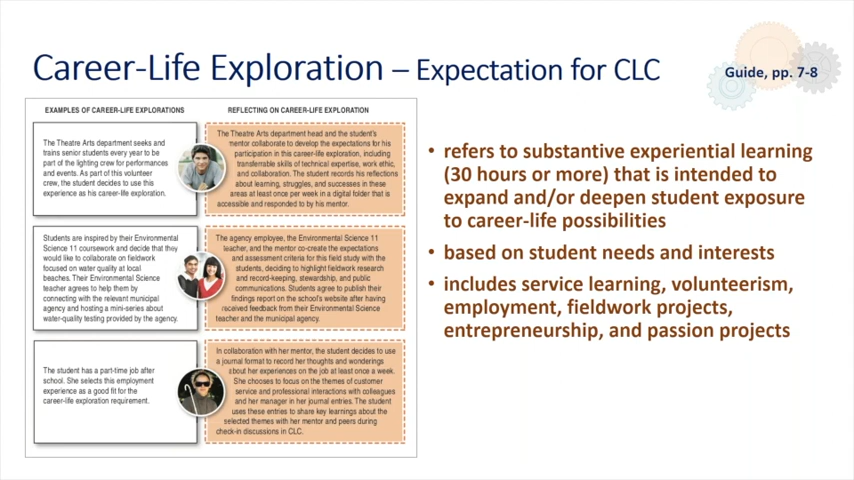 Career-Life Exploration – Expectation for CLC
Guide, pp. 7-8
EXAMPLES OF CAREER-LIFE EXPLORATIONS
REFLECTING ON CAREER-LIFE EXPLORATION
The Theatre Arts department seeks and
trains senior students every year to be
part of the lighting crew for performances
and events. As part of this volunteer
crew, the student decides to use this
experience as his career-life exploration.
The Theatre Arts department head and the student's
mentor collaborate to develop the expectations for his
participation in this career-life exploration, including
transferrable skills of technical expertise, work ethic,
and collaboration. The student records his reflections
about learning, struggles, and successes in these
areas at least once per week in a digital folder that is
accessible and responded to by his mentor.
Students are inspired by their Environmental
Science 11 coursework and decide that they
would like to collaborate on fieldwork
focused on water quality at local
beaches. Their Environmental Science
teacher agrees to help them by
connecting with the relevant municipal
agency and hosting a mini-series about
water-quality testing provided by the agency.
The agency employee, the Environmental Science 11
teacher, and the mentor co-create the expectations
and assessment criteria for this field study with the
students, deciding to highlight fieldwork research
and record-keeping, stewardship, and public
communications. Students agree to publish their
findings report on the school's website after having
received feedback from their Environmental Science
teacher and the municipal agency.
The student has a part-time job after
school. She selects this employment
experience as a good fit for the
career-life exploration requirement.
In collaboration with her mentor, the student decides to use
a journal format to record her thoughts and wonderings
about her experiences on the job at least once a week.
She chooses to focus on the themes of customer
service and professional interactions with colleagues
and her manager in her journal entries. The student
uses these entries to share key learnings about the
selected themes with her mentor and peers during
check-in discussions in CLC.
• refers to substantive experiential learning
(30 hours or more) that is intended to
expand and/or deepen student exposure
to career-life possibilities
• based on student needs and interests
• includes service learning, volunteerism,
employment, fieldwork projects,
entrepreneurship, and passion projects